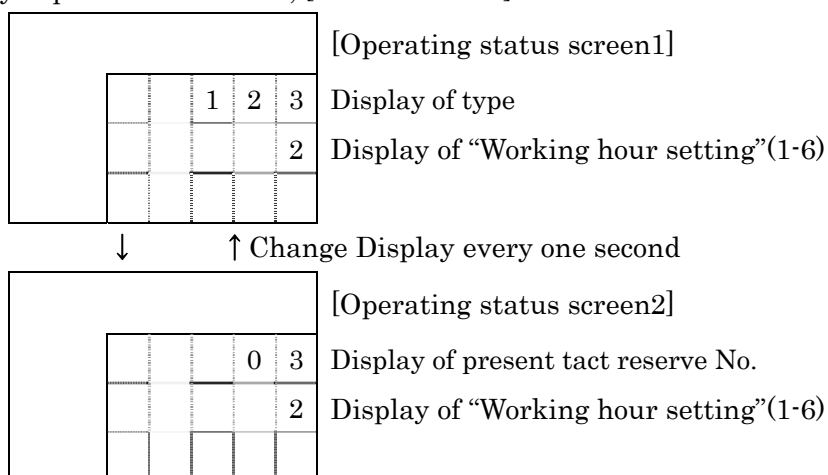 [Operating status screen1]
1 2 3 Display of type
2 Display of “Working hour setting”(1-6)
↓ ↑ Change Display every one second
[Operating status screen2]
0 3 Display of present tact reserve No.
2 Display of “Working hour setting”(1-6)